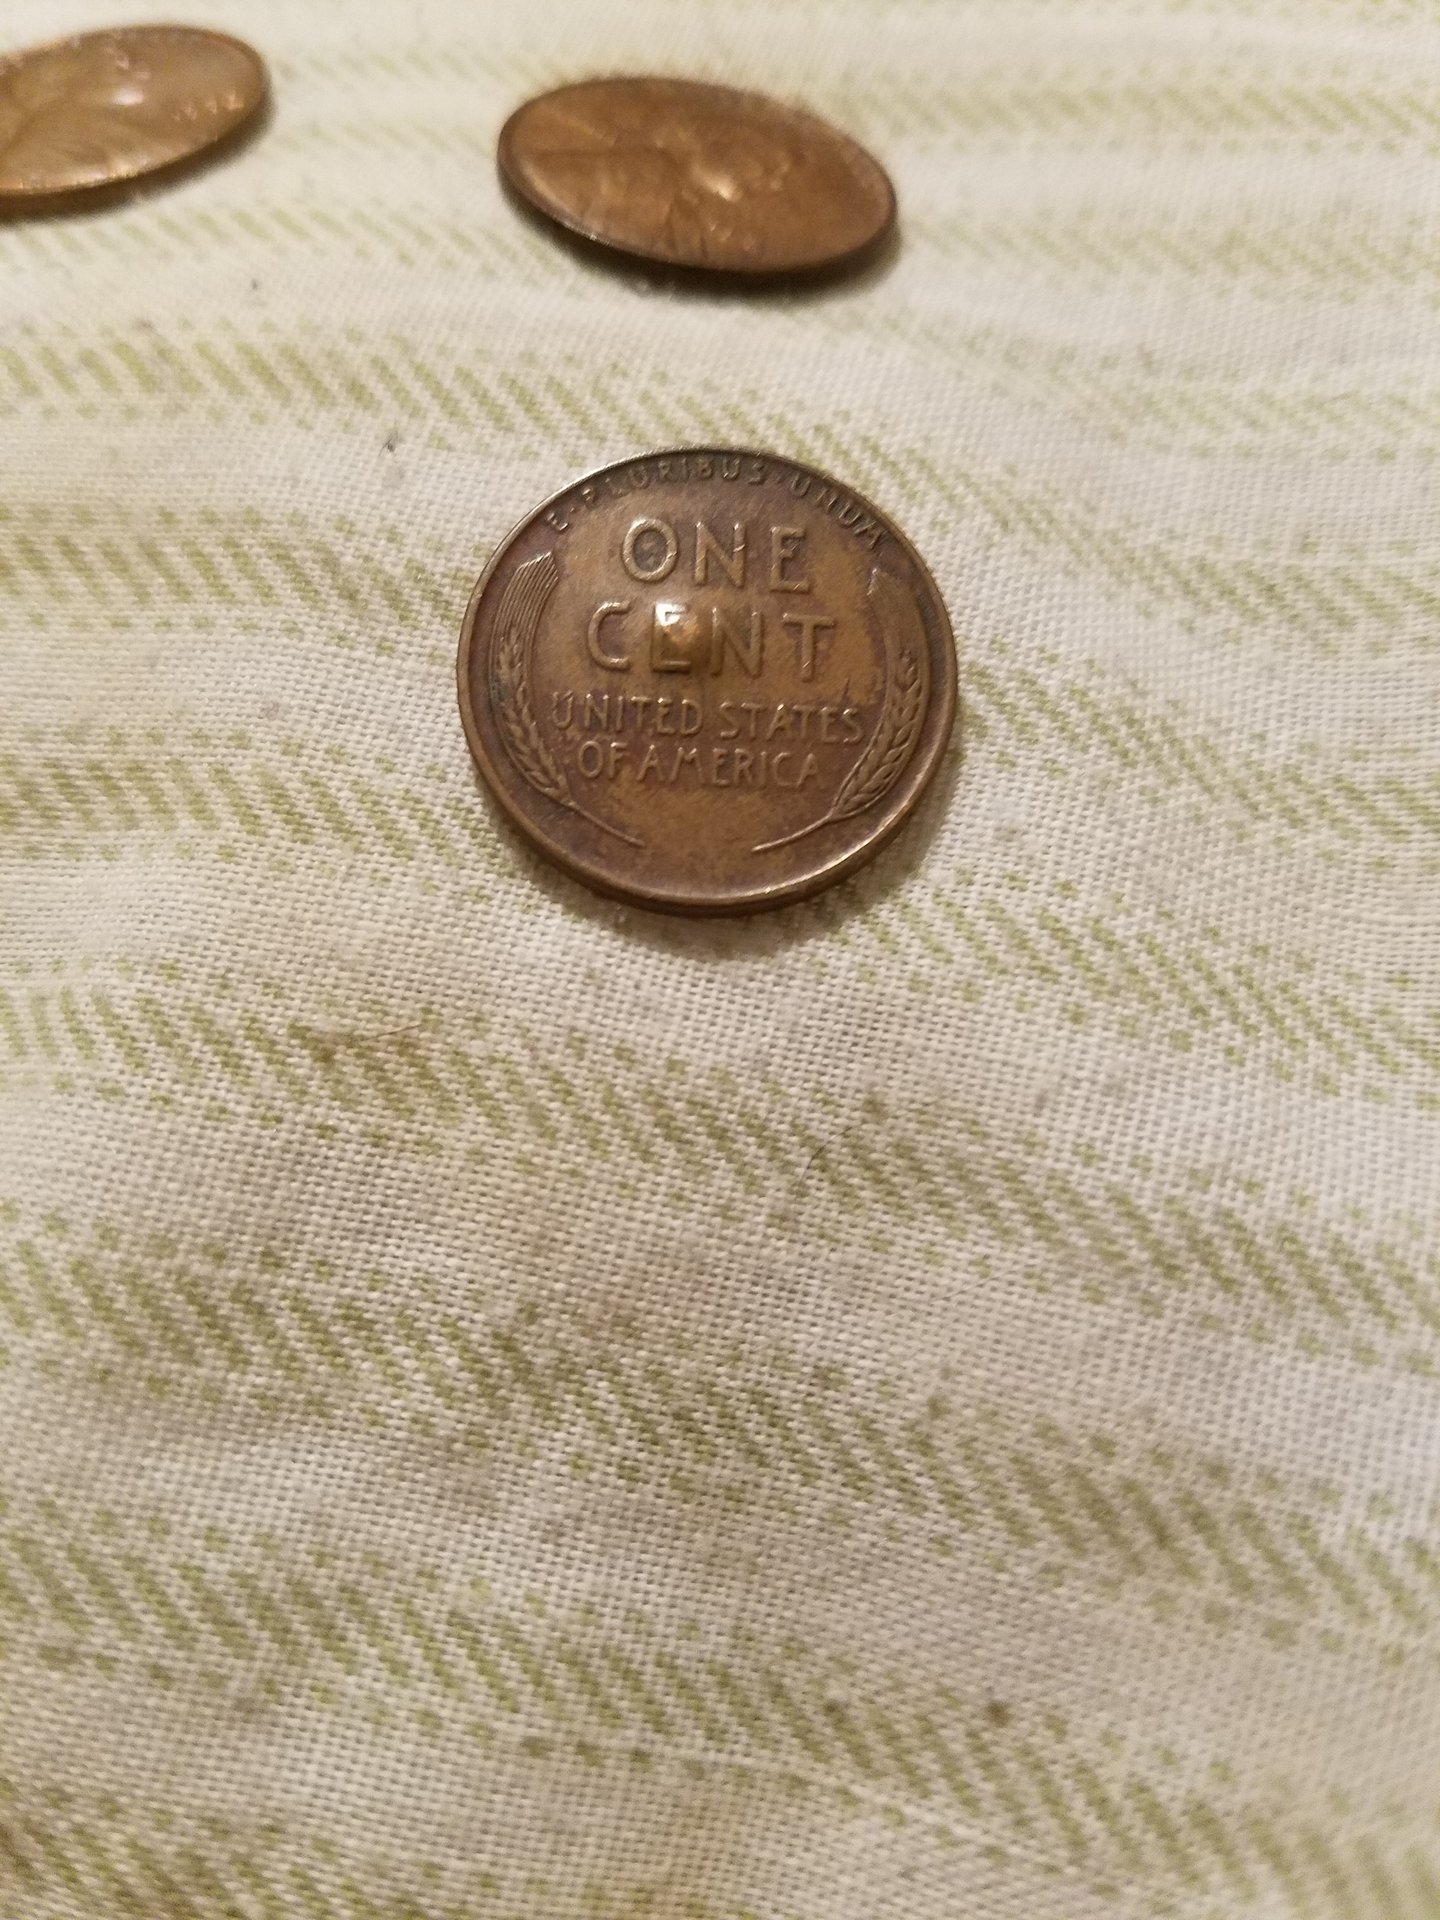 E·PLURIBUS·UNUM
ONE
CENT
UNITED STATES
OF AMERICA